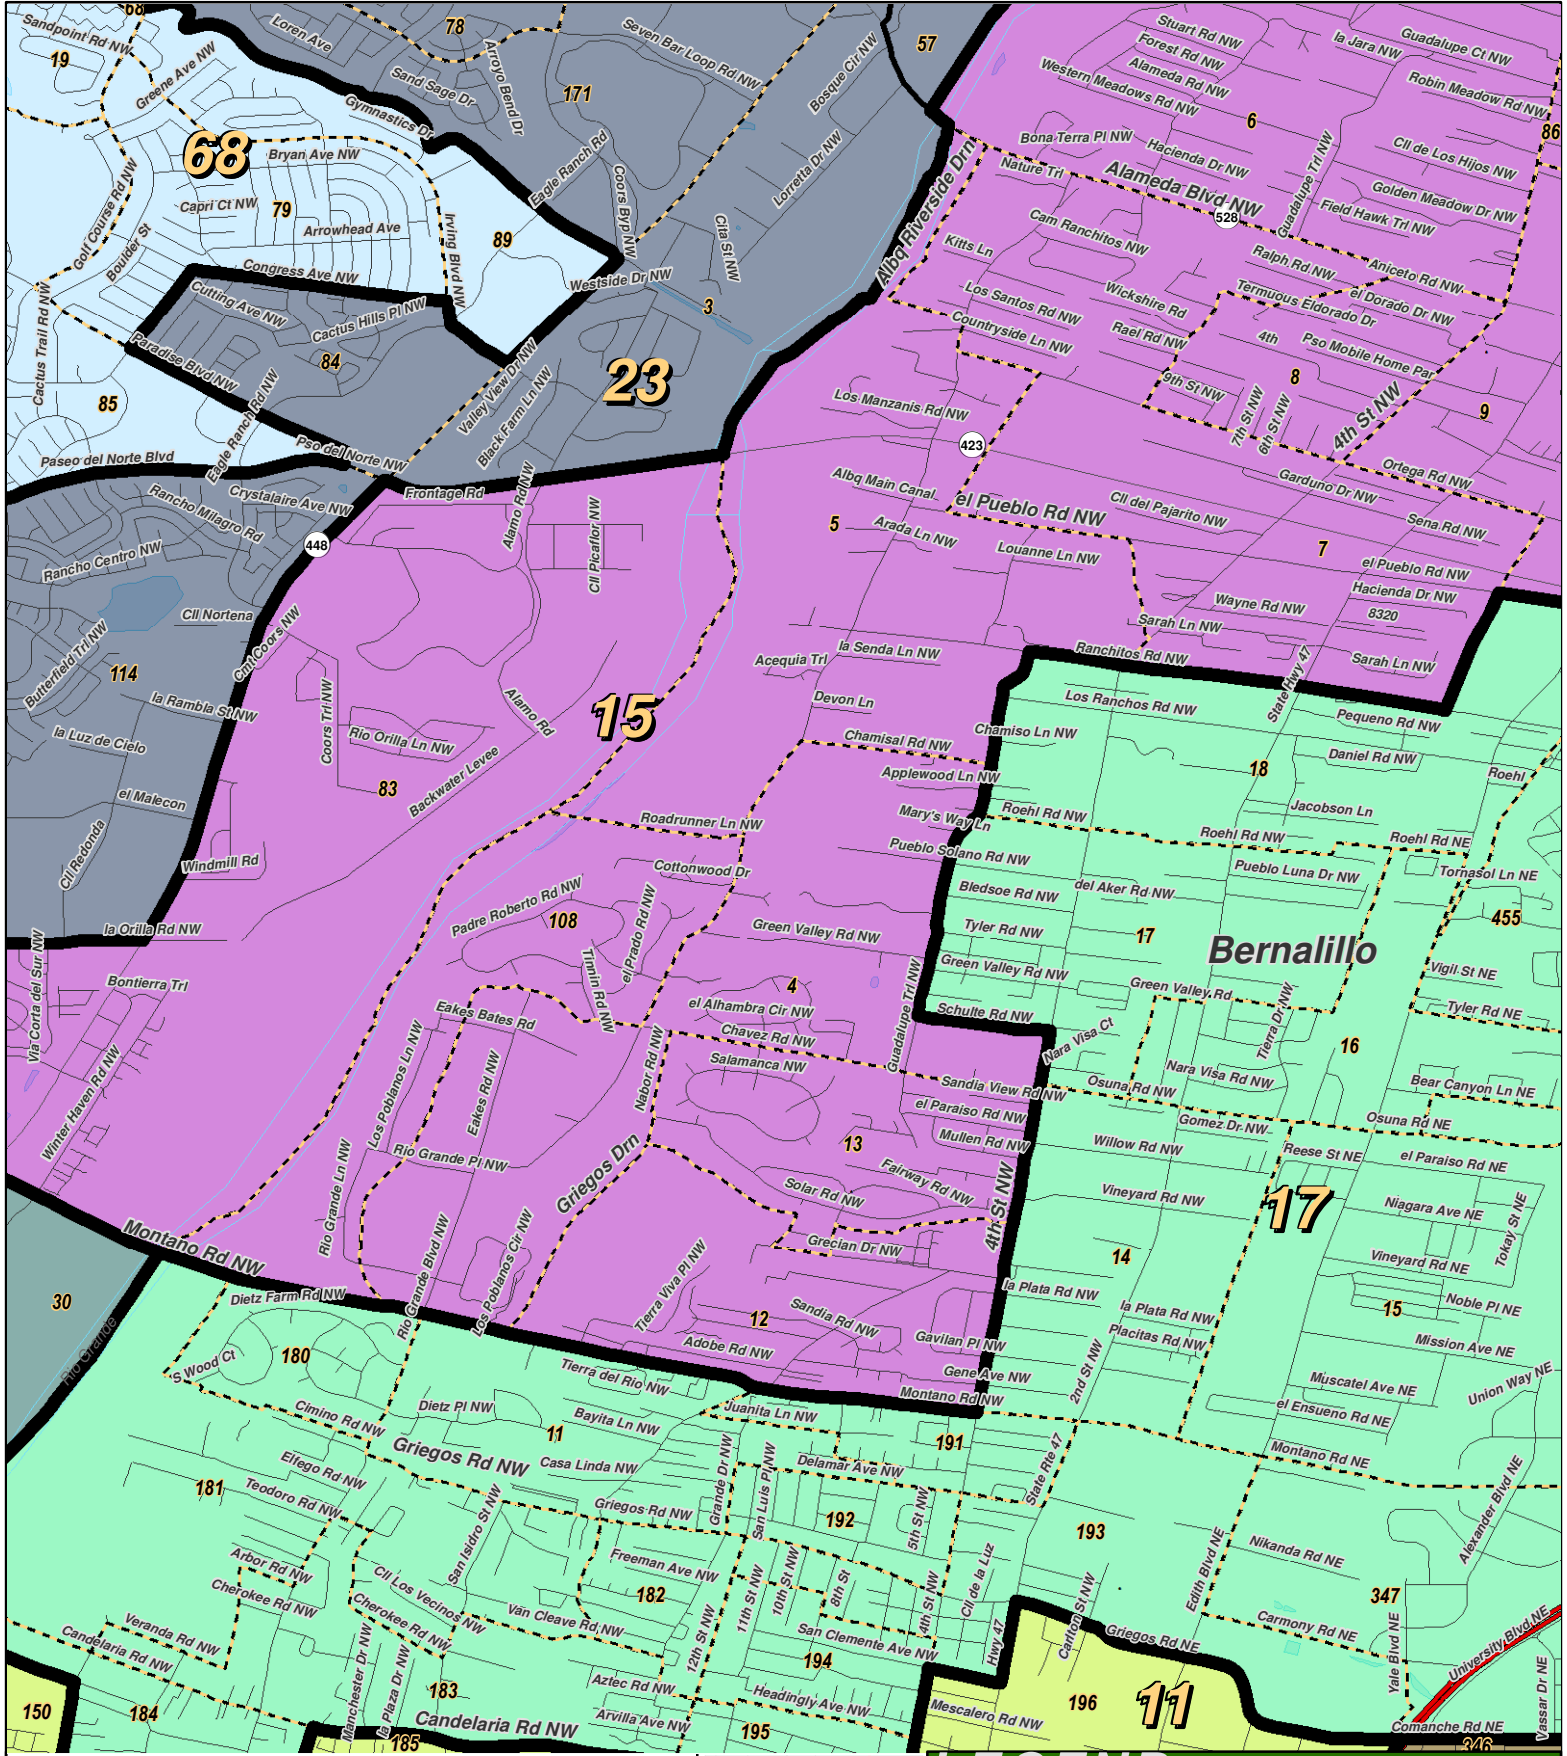 68
Sandpoint Rd NW
19
Greene Ave NW
Loren Ave
78
Arroyo Bend Dr
Sand Sage Dr
171
Seven Bar Loop Rd NW
Bosque Cir NW
57
Stuart Rd NW
Forest Rd NW
Alameda Rd NW
Western Meadows Rd NW
la Jara NW
Guadalupe Ct NW
Robin Meadow Rd NW
6
86
Gymnastics Dr
68
Bryan Ave NW
Capri Ct NW
79
Arrowhead Ave
Golf Course Rd NW
Boulder St
Congress Ave NW
Irving Blvd NW
89
Eagle Ranch Rd
Coors Byp NW
Lorretta Dr NW
Cita St NW
Westside Dr NW
3
Albq Riverside Drn
Bona Terra Pl NW
Hacienda Dr NW
Nature Trl
Alameda Blvd NW
528
Guadalupe Trl NW
Cll de Los Hijos NW
Golden Meadow Dr NW
Field Hawk Trl NW
Cam Ranchitos NW
Kitts Ln
Ralph Rd NW
Aniceto Rd NW
Los Santos Rd NW
Wickshire Rd
Termuous Eldorado Dr
el Dorado Dr NW
Countryside Ln NW
Rael Rd NW
4th
Pso Mobile Home Par
Cactus Trail Rd NW
Cutting Ave NW
Cactus Hills Pl NW
84
Paradise Blvd NW
85
Eagle Ranch Rd NW
Valley View Dr NW
Black Farm Ln NW
23
9th St NW
8
7th St NW
6th St NW
4th St NW
9
Los Manzanis Rd NW
423
Pso del Norte NW
Paseo del Norte Blvd
Frontage Rd
Crystalaire Ave NW
Rancho Milagro Rd
Rancho Centro NW
448
Alamo Rd NW
Cll Picaflor NW
Albq Main Canal
5
Arada Ln NW
el Pueblo Rd NW
Louanne Ln NW
Cll del Pajarito NW
Garduno Dr NW
Ortega Rd NW
Sena Rd NW
7
el Pueblo Rd NW
Hacienda Dr NW
8320
Wayne Rd NW
Sarah Ln NW
Sarah Ln NW
Ranchitos Rd NW
Cll Nortena
Cmt Coors NW
Butterfield Trl NW
114
la Rambla St NW
la Luz de Cielo
el Malecon
Cll Redonda
Coors Trl NW
Rio Orilla Ln NW
83
Backwater Levee
Alamo Rd
15
Windmill Rd
la Orilla Rd NW
Acequia Trl
la Senda Ln NW
Devon Ln
Chamisal Rd NW
Chamiso Ln NW
Applewood Ln NW
Mary's Way Ln
Pueblo Solano Rd NW
Los Ranchos Rd NW
State Hwy 47
Pequeno Rd NW
Daniel Rd NW
18
Roehl
Jacobson Ln
Roehl Rd NW
Roehl Rd NW
Roehl Rd NE
Roadrunner Ln NW
Cottonwood Dr
Padre Roberto Rd NW
108
el Prado Rd NW
Tinnin Rd NW
Green Valley Rd NW
4
el Alhambra Cir NW
Chavez Rd NW
Salamanca NW
Guadalupe Trl NW
Bledsoe Rd NW
del Aker Rd NW
Pueblo Luna Dr NW
Tornasol Ln NE
455
Tyler Rd NW
17
Bernalillo
Green Valley Rd NW
Green Valley Rd
Vigil St NE
Tyler Rd NE
Schulte Rd NW
Nara Visa Ct
Tierra Dr NW
16
Nara Visa Rd NW
Bear Canyon Ln NE
Via Corta del Sur NW
Bontierra Trl
Winter Haven Rd NW
Eakes Bates Rd
Los Poblanos Ln NW
Eakes Rd NW
Nabor Rd NW
Rio Grande Pl NW
Rio Grande Ln NW
Griegos Drn
Sandia View Rd NW
Osuna Rd NW
el Paraiso Rd NW
Mullen Rd NW
13
Fairway Rd NW
Solar Rd NW
Grecian Dr NW
4th St NW
Gomez Dr NW
Osuna Rd NE
Willow Rd NW
Reese St NE
el Paraiso Rd NE
Vineyard Rd NW
17
Niagara Ave NE
Tokay St NE
Vineyard Rd NE
14
Montano Rd NW
30
Rio Grande
Dietz Farm Rd NW
Rio Grande Blvd NW
Los Poblanos Cir NW
Tierra Viva Pl NW
12
Sandia Rd NW
Adobe Rd NW
Gavilan Pl NW
Gene Ave NW
Montano Rd NW
la Plata Rd NW
la Plata Rd NW
Placitas Rd NW
2nd St NW
15
Noble Pl NE
Mission Ave NE
Muscatel Ave NE
Union Way NE
el Ensueno Rd NE
Montano Rd NE
180
S Wood Ct
Tierra del Rio NW
Cimino Rd NW
Dietz Pl NW
Bayita Ln NW
11
Juanita Ln NW
191
Griegos Rd NW
Casa Linda NW
Delamar Ave NW
State Rte 47
Alexander Blvd NE
181
Elfego Rd NW
Teodoro Rd NW
San Isidro St NW
Griegos Rd NW
Grande Dr NW
San Luis Pl NW
192
5th St NW
193
Nikanda Rd NE
Edith Blvd NE
Arbor Rd NW
Cherokee Rd NW
Cll Los Vecinos NW
Cherokee Rd NW
Freeman Ave NW
182
Van Cleave Rd NW
11th St NW
10th St NW
8th St
4th St NW
Cll de la Luz
Carlton St NW
347
Carmony Rd NE
University Blvd NE
Veranda Rd NW
Candelaria Rd NW
12th St NW
San Clemente Ave NW
194
Hwy 47
Griegos Rd NE
Yale Blvd NE
Vassar Dr NE
150
184
Manchester Dr NW
la Plaza Dr NW
183
Candelaria Rd NW
185
Aztec Rd NW
Arvilla Ave NW
Headingly Ave NW
195
Mescalero Rd NW
196
11
Comanche Rd NE
346
LEGEND